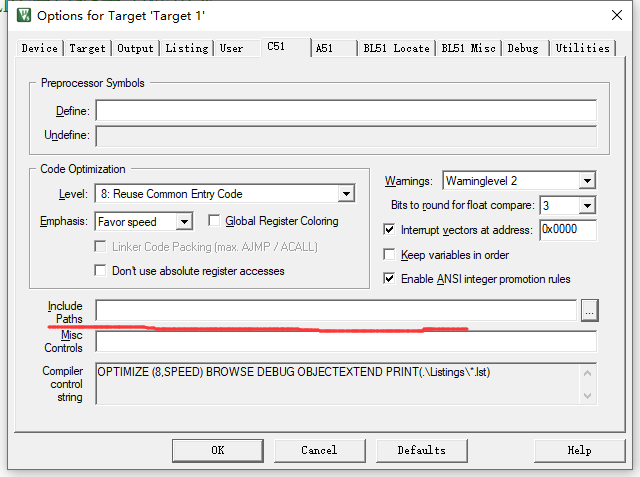 Options for Target 'Target 1'
Device Target Output Listing User C51 A51 BL51 Locate BL51 Misc Debug Utilities
Preprocessor Symbols
Define:
Undefine:
Code Optimization
Level: 8: Reuse Common Entry Code
Emphasis: Favor speed Global Register Coloring
Linker Code Packing (max. AJMP / ACALL)
Don't use absolute register accesses
Warnings: Warninglevel 2
Bits to round for float compare: 3
Interrupt vectors at address: 0x0000
Keep variables in order
Enable ANSI integer promotion rules
Include
Paths
...
Misc
Controls
Compiler
control
string
OPTIMIZE (8,SPEED) BROWSE DEBUG OBJECTEXTEND PRINT(.\Listings\*.lst)
OK Cancel Defaults Help